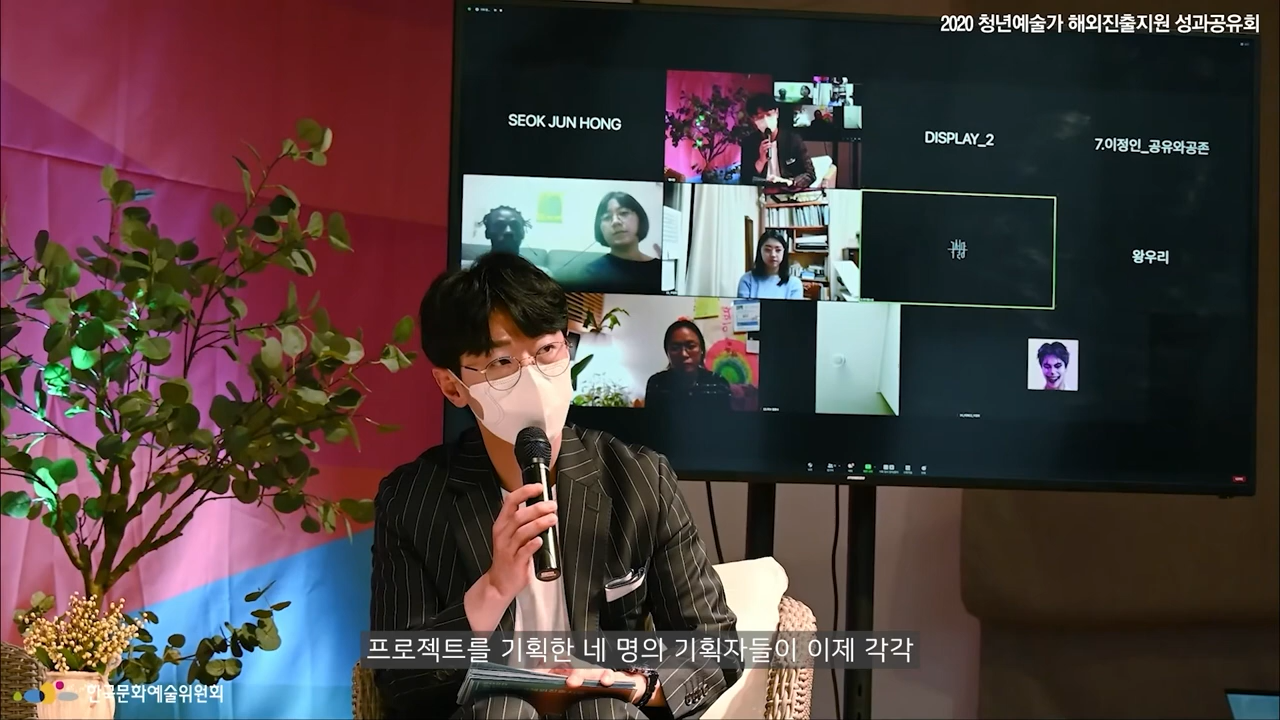 2020 청년예술가 해외진출지원 성과공유회
SEOK JUN HONG
DISPLAY_2
7.이정인_공유와공존
왕우리
프로젝트를 기획한 네 명의 기획자들이 이제 각각
한국문화예술위원회